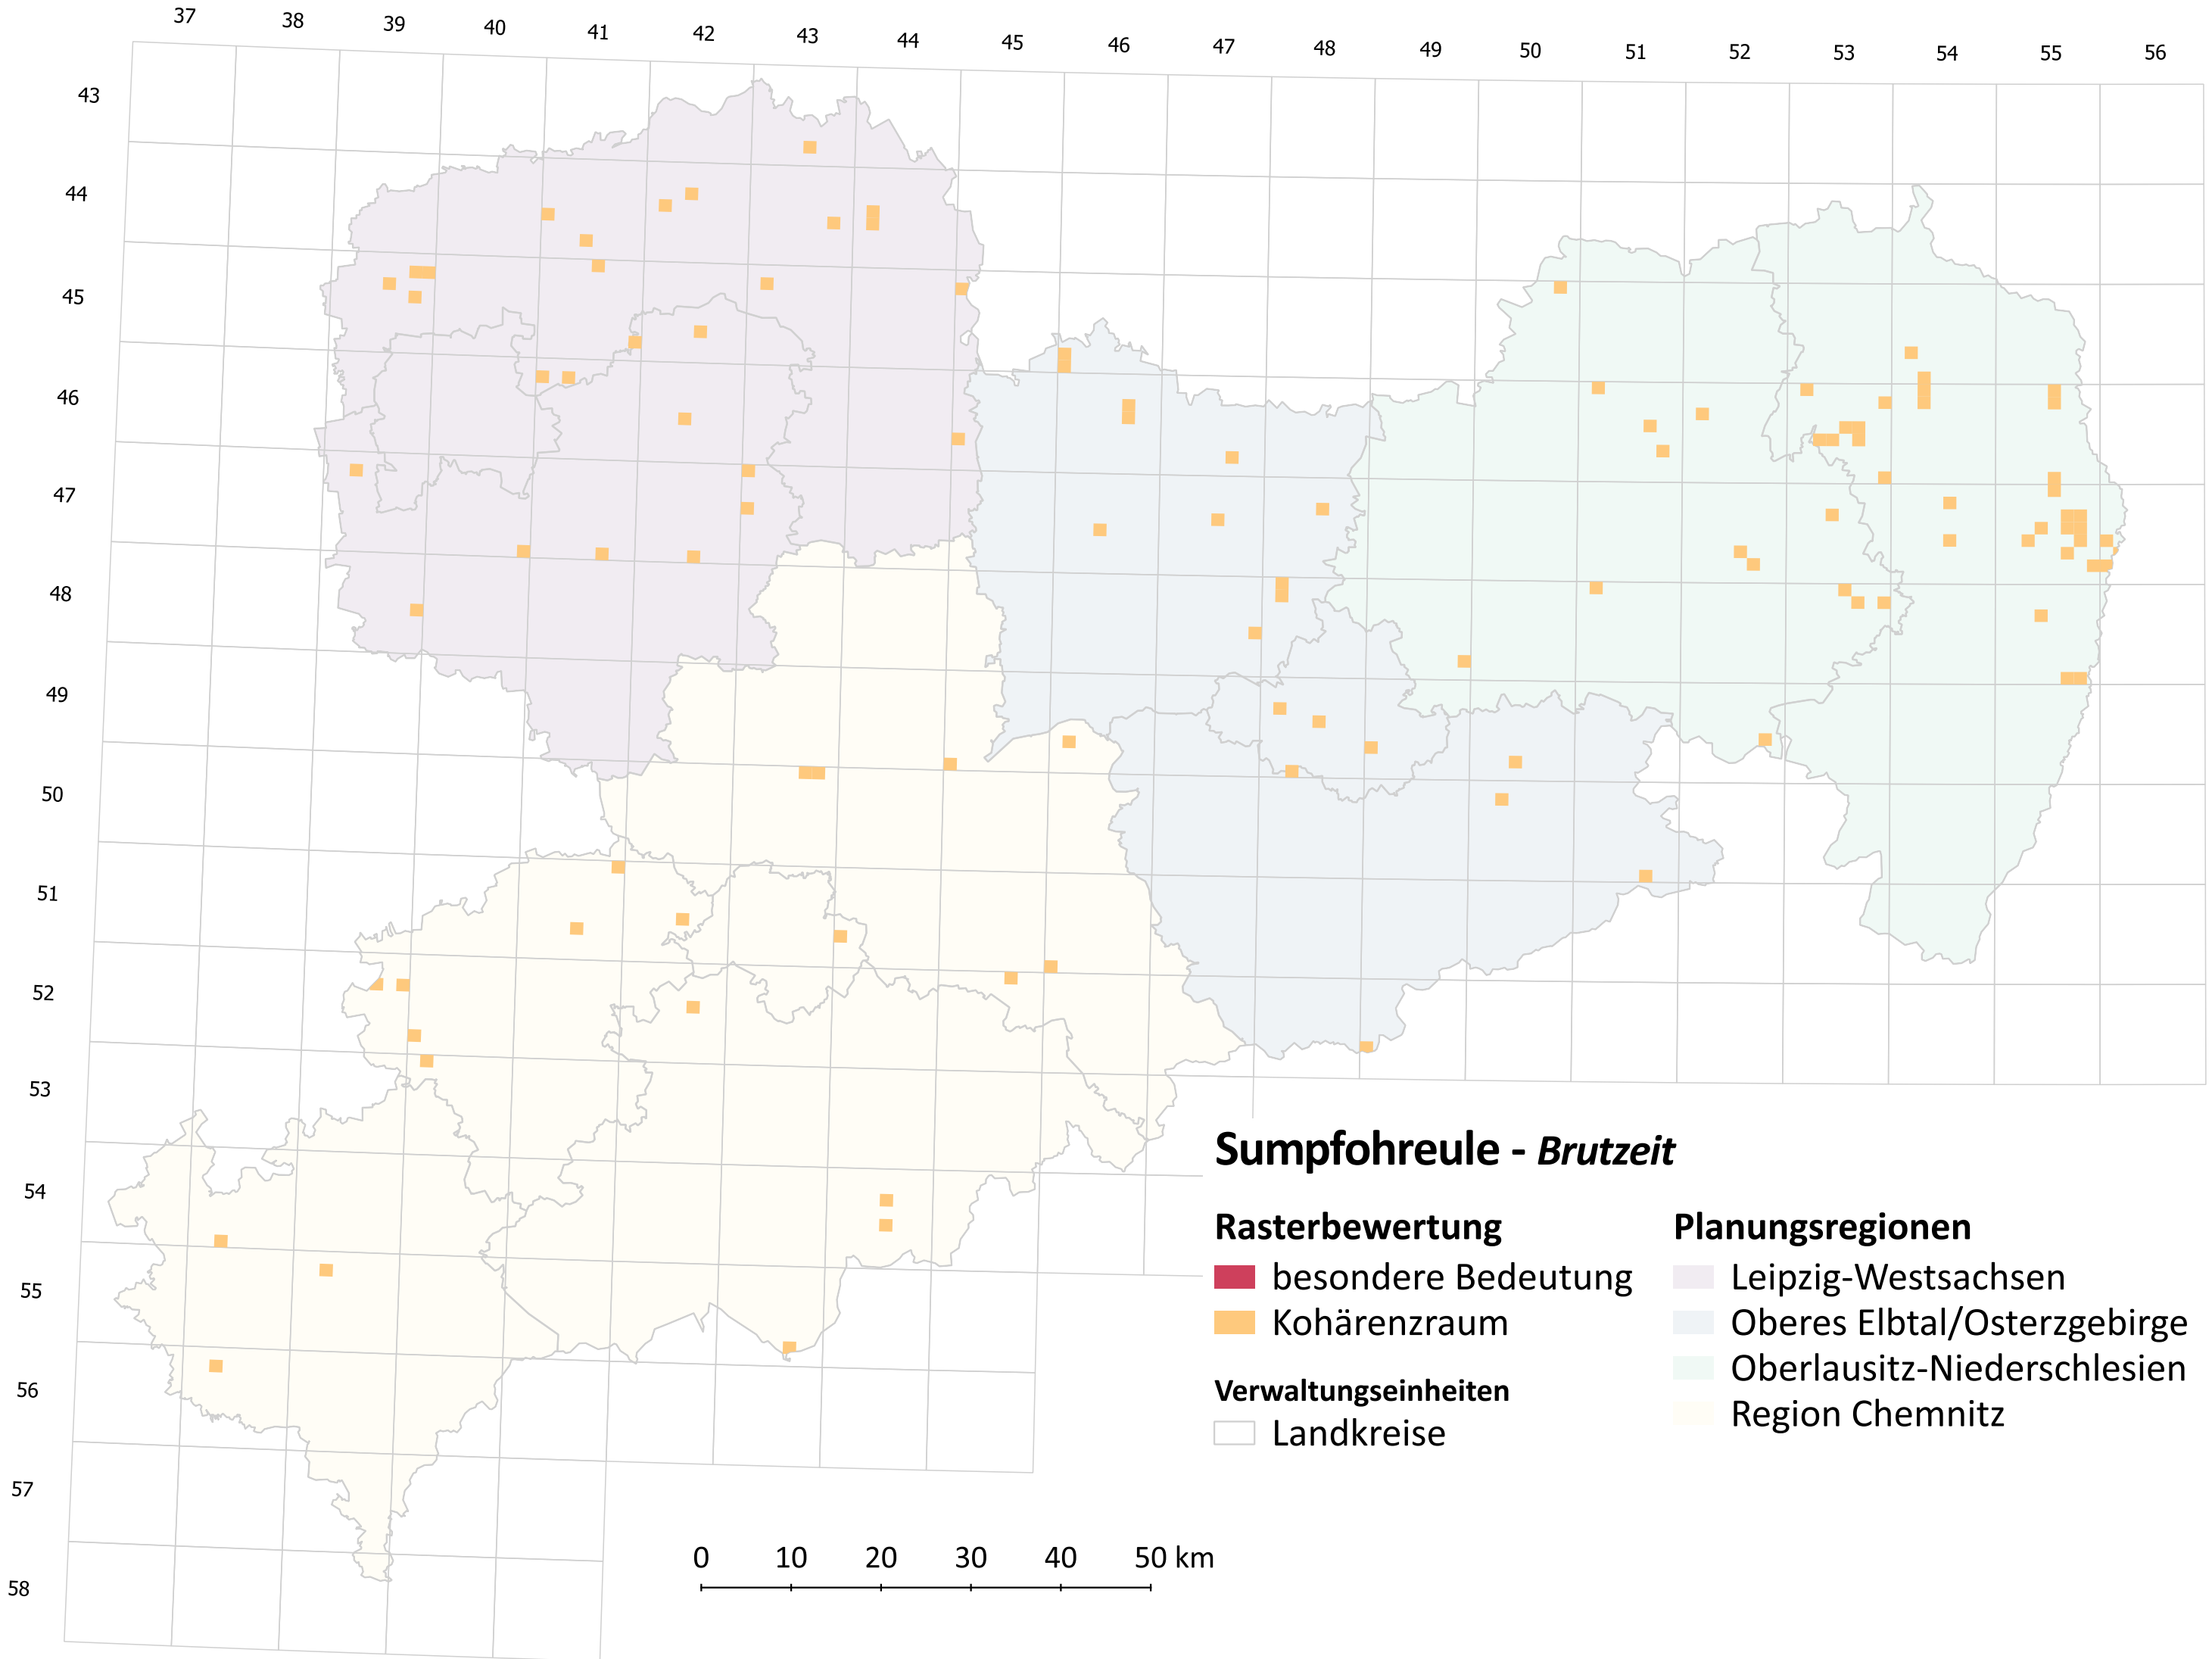 37 38 39 40 41 42 43 44 45 46 47 48 49 50 51 52 53 54 55 56
43
44
45
46
47
48
49
50
51
52
53
54
55
56
57
58
Sumpfohreule - Brutzeit
Rasterbewertung
besondere Bedeutung
Kohärenzraum
Verwaltungseinheiten
Landkreise
Planungsregionen
Leipzig-Westsachsen
Oberes Elbtal/Osterzgebirge
Oberlausitz-Niederschlesien
Region Chemnitz
0 10 20 30 40 50 km